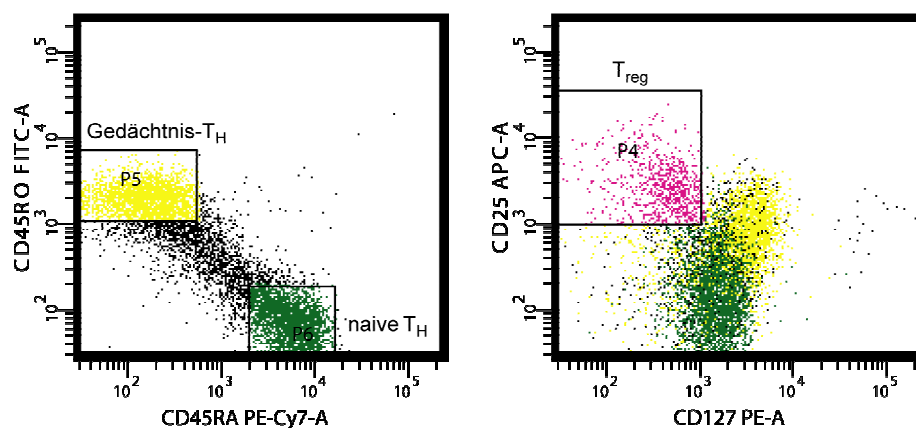 10^5
10^4
10^3
10^2
CD45RO FITC-A
Gedächtnis-T_H
P5
P6
naive T_H
10^2 10^3 10^4 10^5
CD45RA PE-Cy7-A
T_reg
10^5
10^4
10^3
10^2
CD25 APC-A
P4
10^2 10^3 10^4 10^5
CD127 PE-A